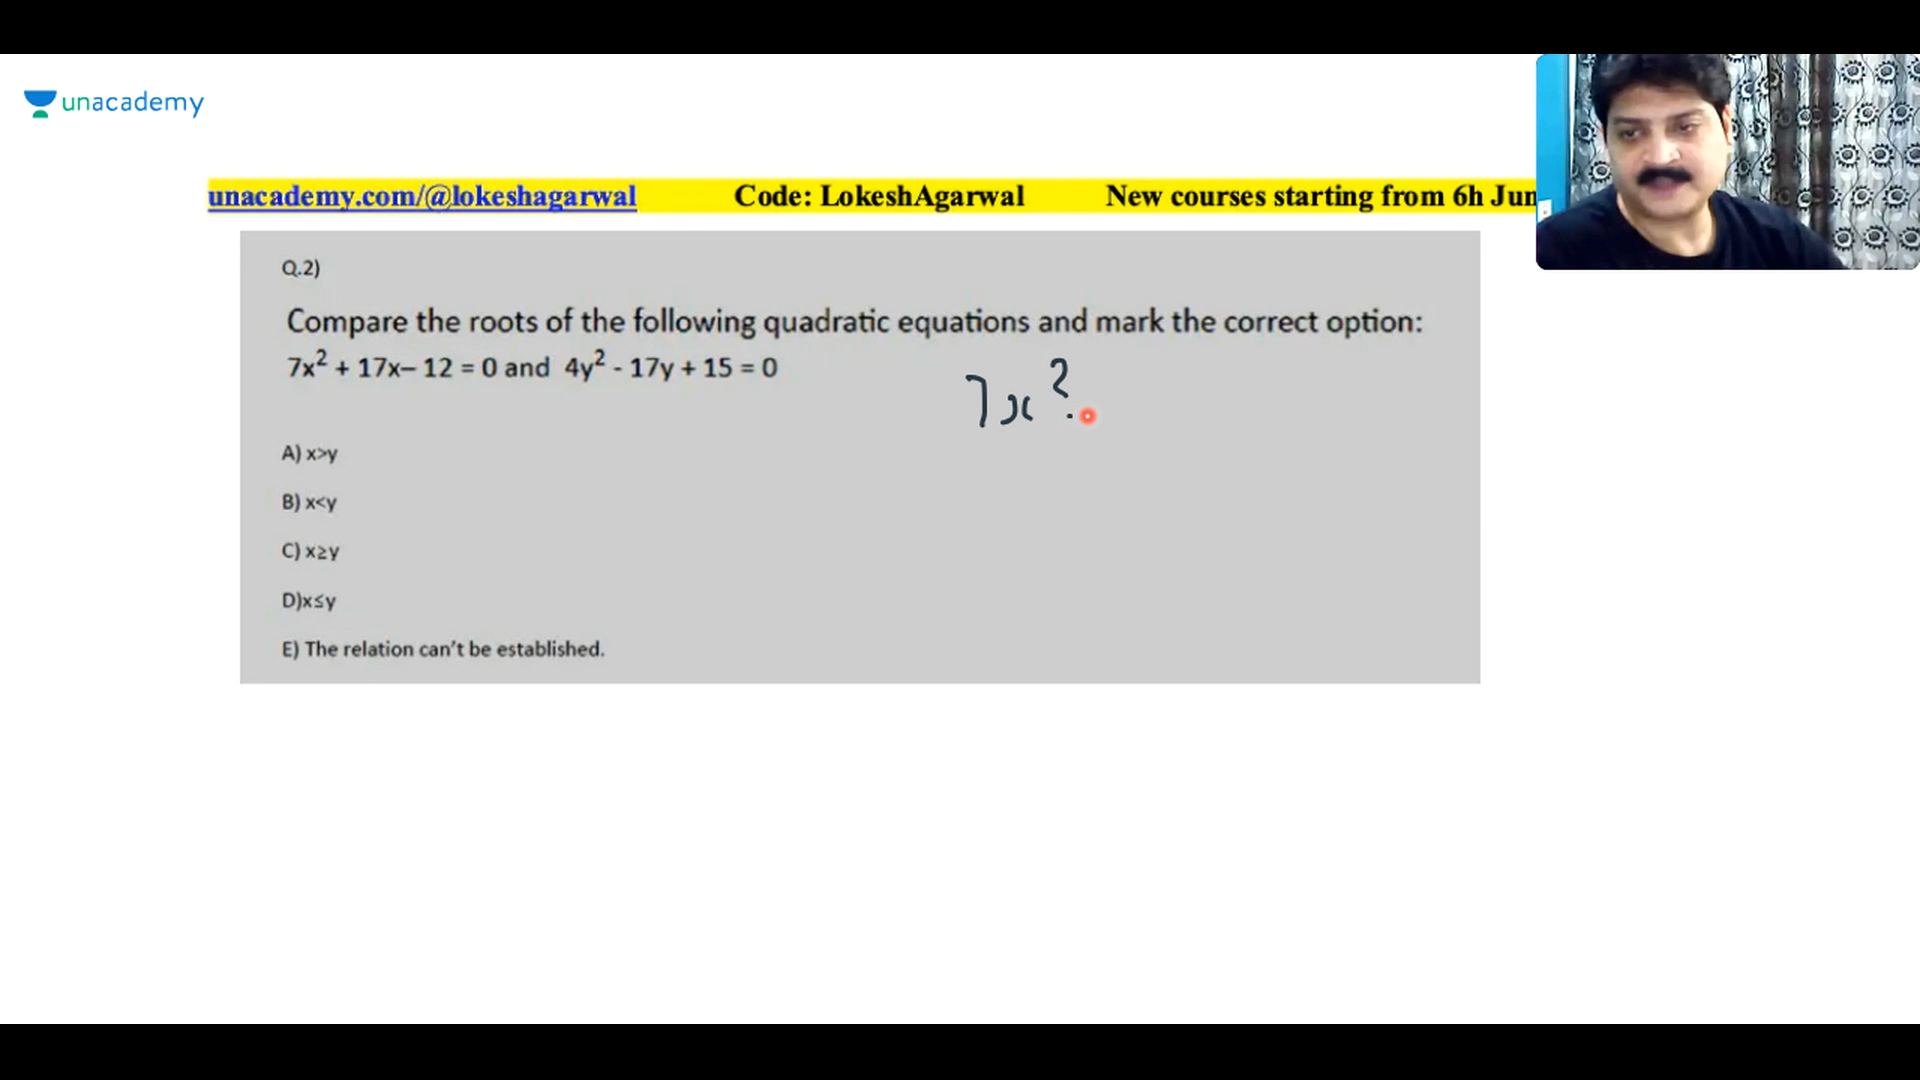 unacademy
unacademy.com/@lokeshagarwal Code: LokeshAgarwal New courses starting from 6h Jun
Q.2)
Compare the roots of the following quadratic equations and mark the correct option:
7x² + 17x– 12 = 0 and 4y² - 17y + 15 = 0
7x²
A) x>y
B) x<y
C) x≥y
D)x≤y
E) The relation can't be established.